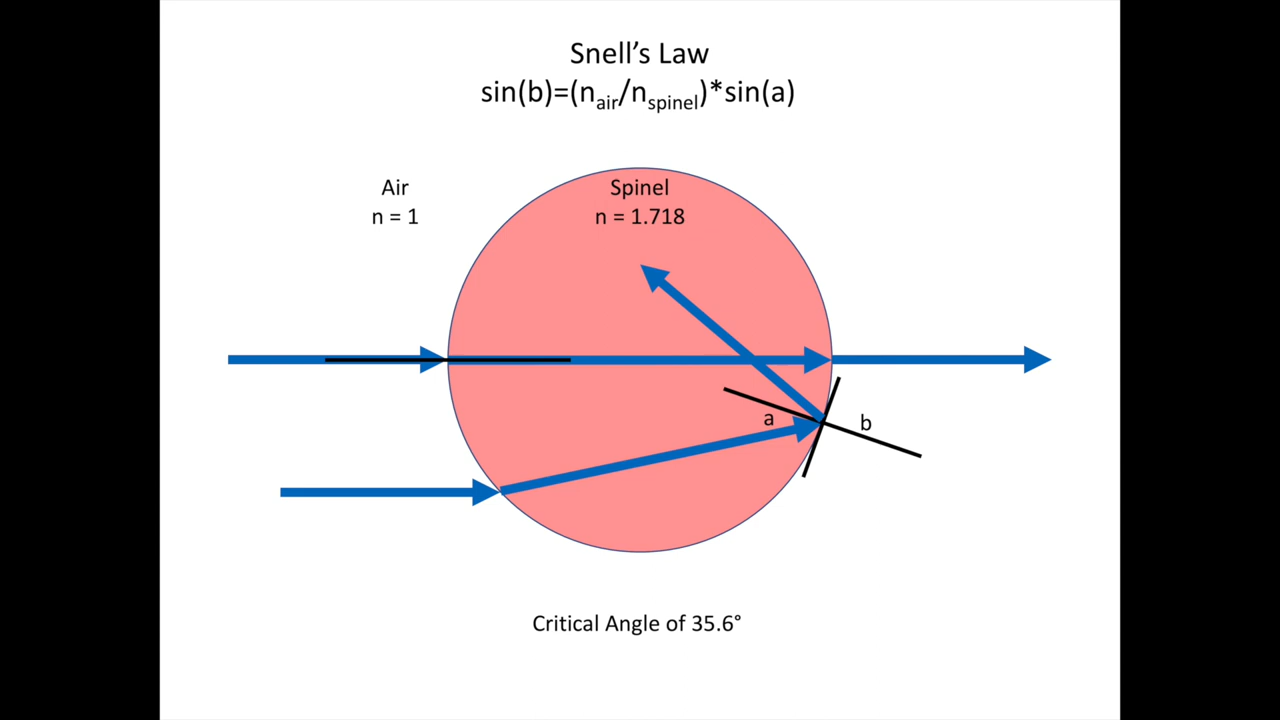 Snell’s Law
sin(b)=(nair/nspinel)*sin(a)
Air
n = 1
Spinel
n = 1.718
a
b
Critical Angle of 35.6°